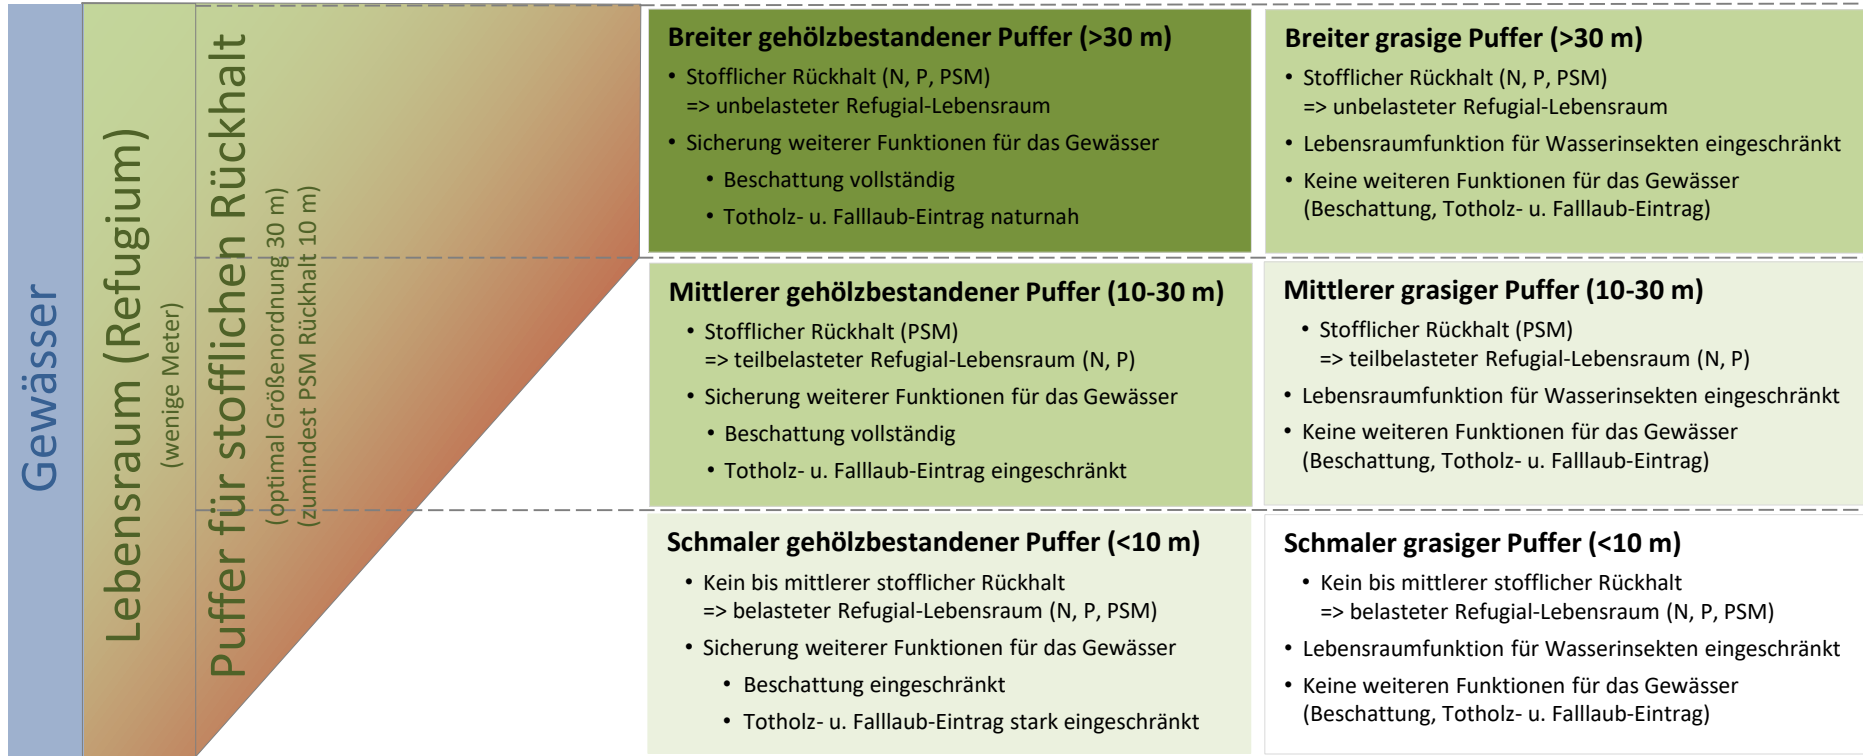 Gewässer
Lebensraum (Refugium)
(wenige Meter)
Puffer für stofflichen Rückhalt
(optimal Größenordnung 30 m)
(zumindest PSM Rückhalt 10 m)
Breiter gehölzbestandener Puffer (>30 m)
• Stofflicher Rückhalt (N, P, PSM)
=> unbelasteter Refugial-Lebensraum
• Sicherung weiterer Funktionen für das Gewässer
• Beschattung vollständig
• Totholz- u. Falllaub-Eintrag naturnah
Breiter grasige Puffer (>30 m)
• Stofflicher Rückhalt (N, P, PSM)
=> unbelasteter Refugial-Lebensraum
• Lebensraumfunktion für Wasserinsekten eingeschränkt
• Keine weiteren Funktionen für das Gewässer
(Beschattung, Totholz- u. Falllaub-Eintrag)
Mittlerer gehölzbestandener Puffer (10-30 m)
• Stofflicher Rückhalt (PSM)
=> teilbelasteter Refugial-Lebensraum (N, P)
• Sicherung weiterer Funktionen für das Gewässer
• Beschattung vollständig
• Totholz- u. Falllaub-Eintrag eingeschränkt
Mittlerer grasiger Puffer (10-30 m)
• Stofflicher Rückhalt (PSM)
=> teilbelasteter Refugial-Lebensraum (N, P)
• Lebensraumfunktion für Wasserinsekten eingeschränkt
• Keine weiteren Funktionen für das Gewässer
(Beschattung, Totholz- u. Falllaub-Eintrag)
Schmaler gehölzbestandener Puffer (<10 m)
• Kein bis mittlerer stofflicher Rückhalt
=> belasteter Refugial-Lebensraum (N, P, PSM)
• Sicherung weiterer Funktionen für das Gewässer
• Beschattung eingeschränkt
• Totholz- u. Falllaub-Eintrag stark eingeschränkt
Schmaler grasiger Puffer (<10 m)
• Kein bis mittlerer stofflicher Rückhalt
=> belasteter Refugial-Lebensraum (N, P, PSM)
• Lebensraumfunktion für Wasserinsekten eingeschränkt
• Keine weiteren Funktionen für das Gewässer
(Beschattung, Totholz- u. Falllaub-Eintrag)